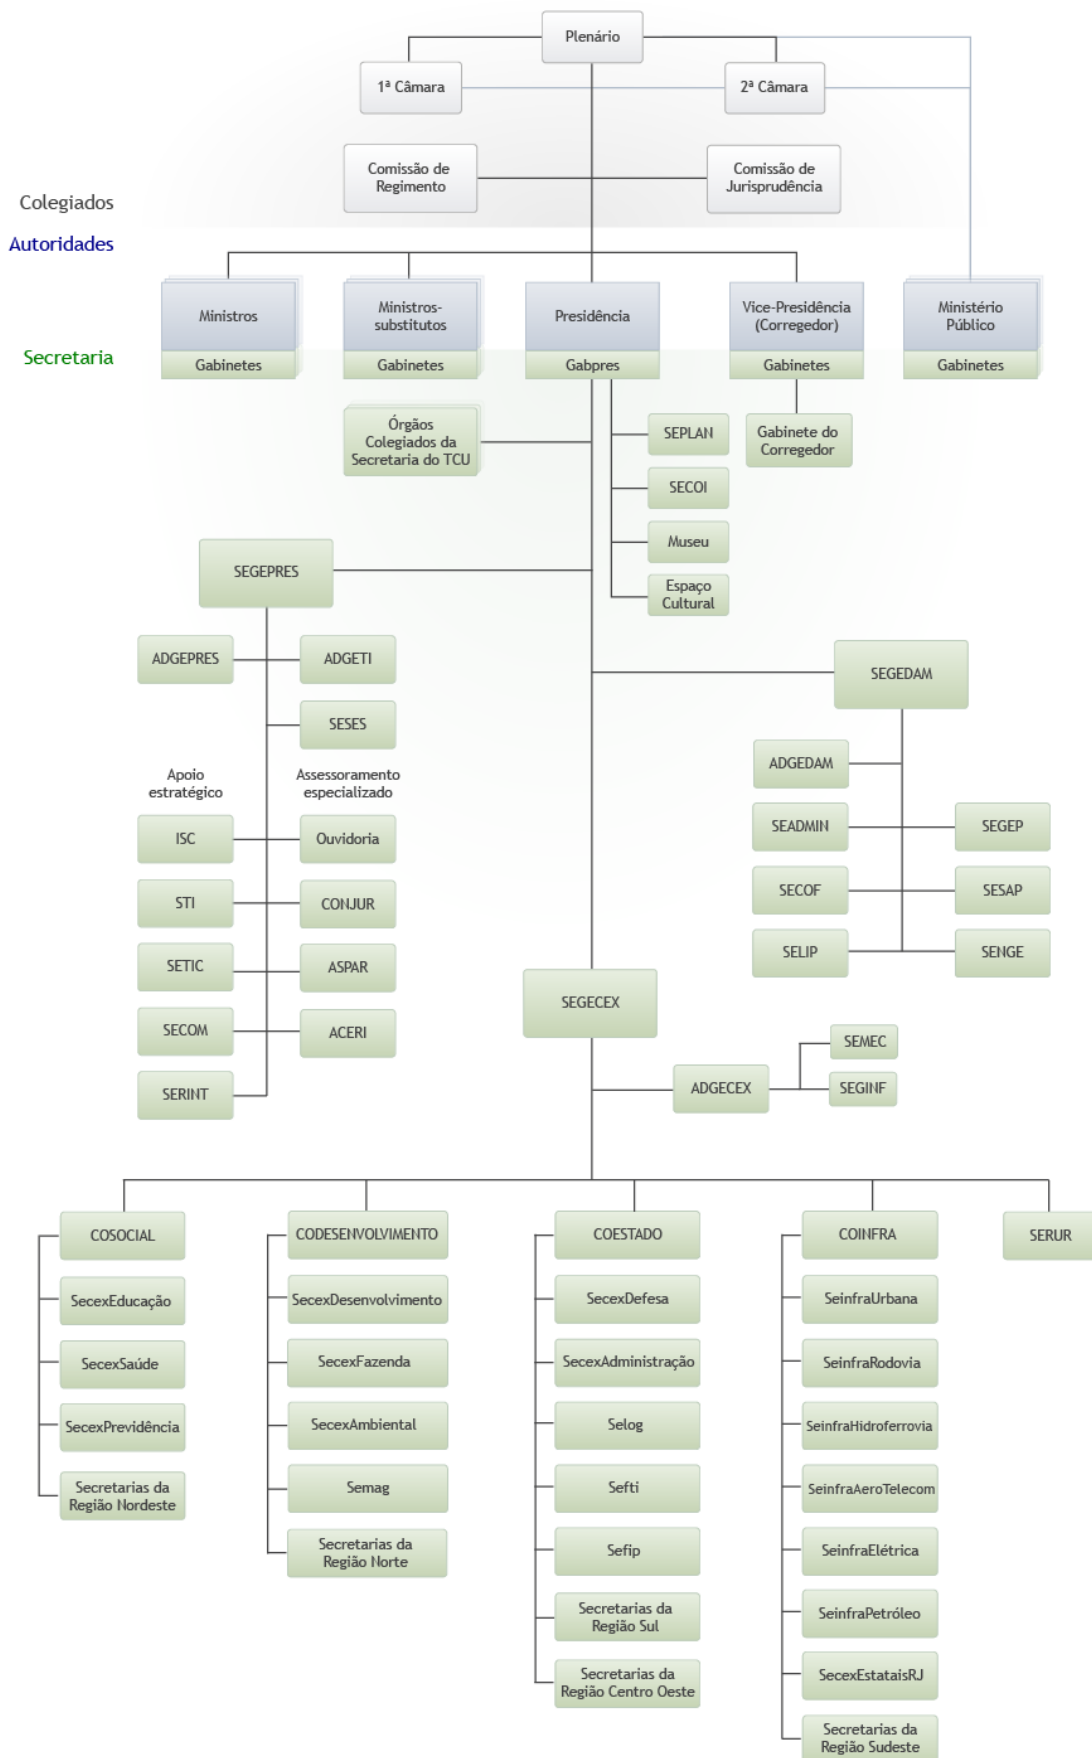 Plenário
1ª Câmara
2ª Câmara
Comissão de
Regimento
Comissão de
Jurisprudência
Colegiados
Autoridades
Ministros
Ministros-
substitutos
Presidência
Vice-Presidência
(Corregedor)
Ministério
Público
Secretaria
Gabinetes
Gabinetes
Gabpres
Gabinetes
Gabinetes
Órgãos
Colegiados da
Secretaria do TCU
SEPLAN
Gabinete do
Corregedor
SECOI
Museu
Espaço
Cultural
SEGEPRES
ADGEPRES
ADGETI
SEGEDAM
SESES
ADGEDAM
Apoio
estratégico
Assessoramento
especializado
SEADMIN
SEGEP
ISC
Ouvidoria
SECOF
SESAP
STI
CONJUR
SELIP
SENGE
SETIC
ASPAR
SEGECEX
SECOM
ACERI
SEMEC
ADGECEX
SEGINF
SERINT
COSOCIAL
CODESENVOLVIMENTO
COESTADO
COINFRA
SERUR
SecexEducação
SecexDesenvolvimento
SecexDefesa
SeinfraUrbana
SecexSaúde
SecexFazenda
SecexAdministração
SeinfraRodovia
SecexPrevidência
SecexAmbiental
Selog
SeinfraHidroferrovia
Secretarias da
Região Nordeste
Semag
Sefti
SeinfraAeroTelecom
Secretarias da
Região Norte
Sefip
SeinfraElétrica
Secretarias da
Região Sul
SeinfraPetróleo
Secretarias da
Região Centro Oeste
SecexEstataisRJ
Secretarias da
Região Sudeste